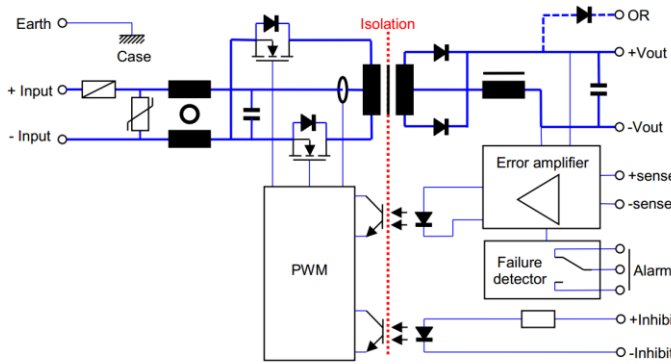 Isolation
OR
Earth
Case
+Vout
+ Input
- Input
-Vout
Error amplifier
+sense
-sense
PWM
Failure
detector
Alarm
+Inhibit
-Inhibit